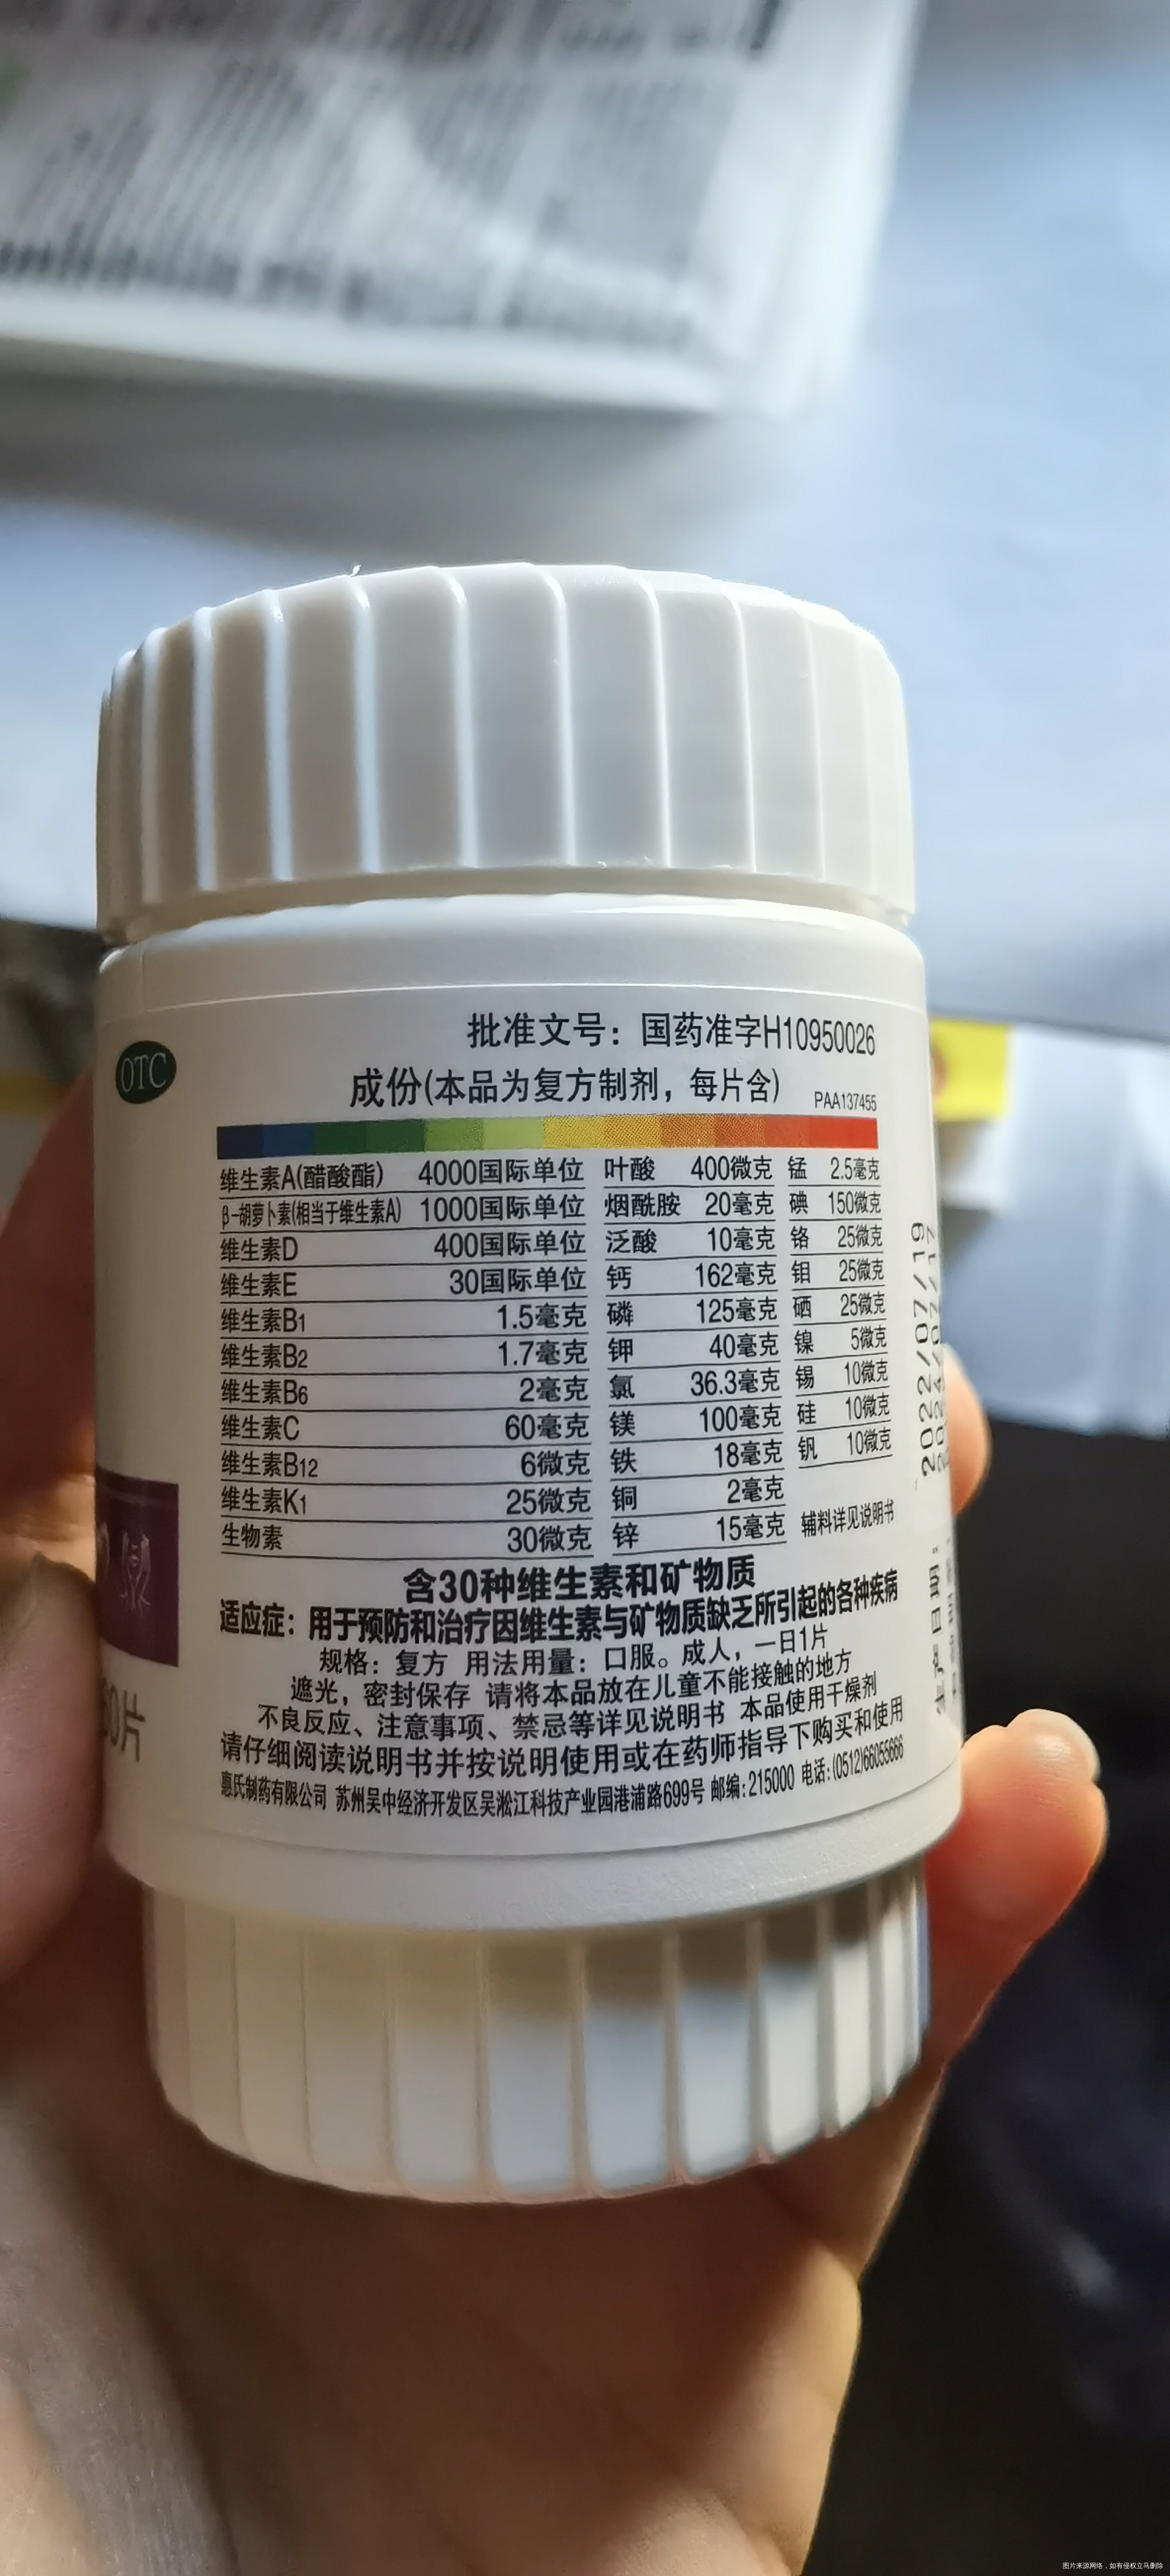 OTC
批准文号：国药准字H10950026
成份(本品为复方制剂，每片含)
PAA137455
维生素A(醋酸酯) 4000国际单位 叶酸 400微克 锰 2.5毫克
β-胡萝卜素(相当于维生素A) 1000国际单位 烟酰胺 20毫克 碘 150微克
维生素D 400国际单位 泛酸 10毫克 铬 25微克
维生素E 30国际单位 钙 162毫克 钼 25微克
维生素B1 1.5毫克 磷 125毫克 硒 25微克
维生素B2 1.7毫克 钾 40毫克 镍 5微克
维生素B6 2毫克 氯 36.3毫克 锡 10微克
维生素C 60毫克 镁 100毫克 硅 10微克
维生素B12 6微克 铁 18毫克 钒 10微克
维生素K1 25微克 铜 2毫克
生物素 30微克 锌 15毫克 辅料详见说明书
含30种维生素和矿物质
适应症：用于预防和治疗因维生素与矿物质缺乏所引起的各种疾病
规格：复方 用法用量：口服。成人，一日1片
遮光，密封保存 请将本品放在儿童不能接触的地方
不良反应、注意事项、禁忌等详见说明书 本品使用干燥剂
请仔细阅读说明书并按说明使用或在药师指导下购买和使用
惠氏制药有限公司 苏州吴中经济开发区吴淞江科技产业园港浦路699号 邮编:215000 电话:(0512)66055666
0片
生产日期: 2022/07/19
图片来源网络，如有侵权立马删除